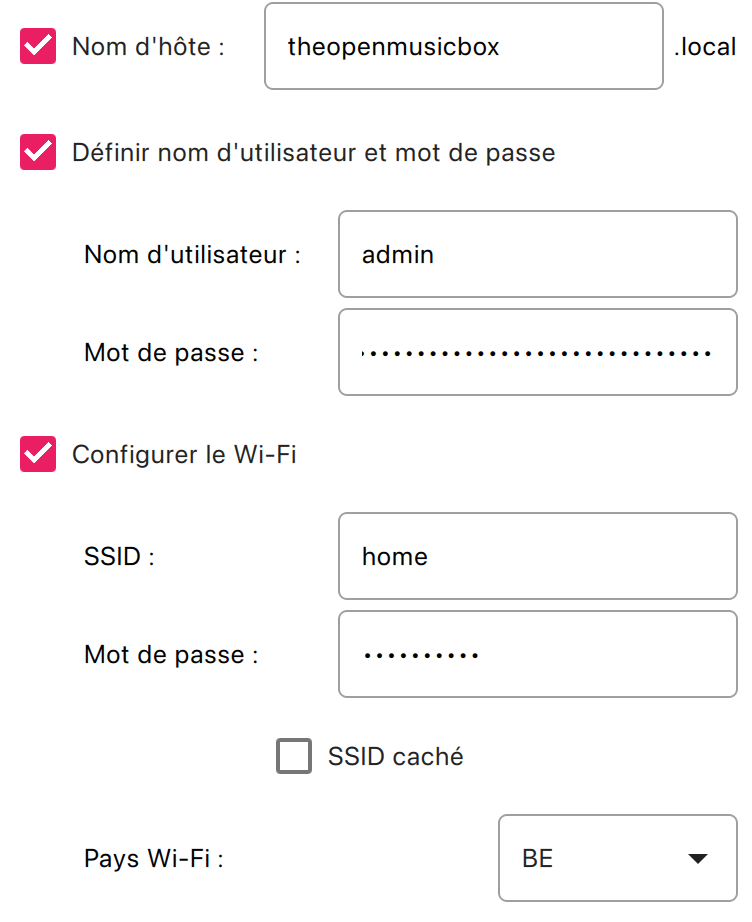 Nom d'hôte : theopenmusicbox .local
Définir nom d'utilisateur et mot de passe
Nom d'utilisateur : admin
Mot de passe : ••••••••••••••••••••••••••••••
Configurer le Wi-Fi
SSID : home
Mot de passe : ••••••••••
SSID caché
Pays Wi-Fi : BE